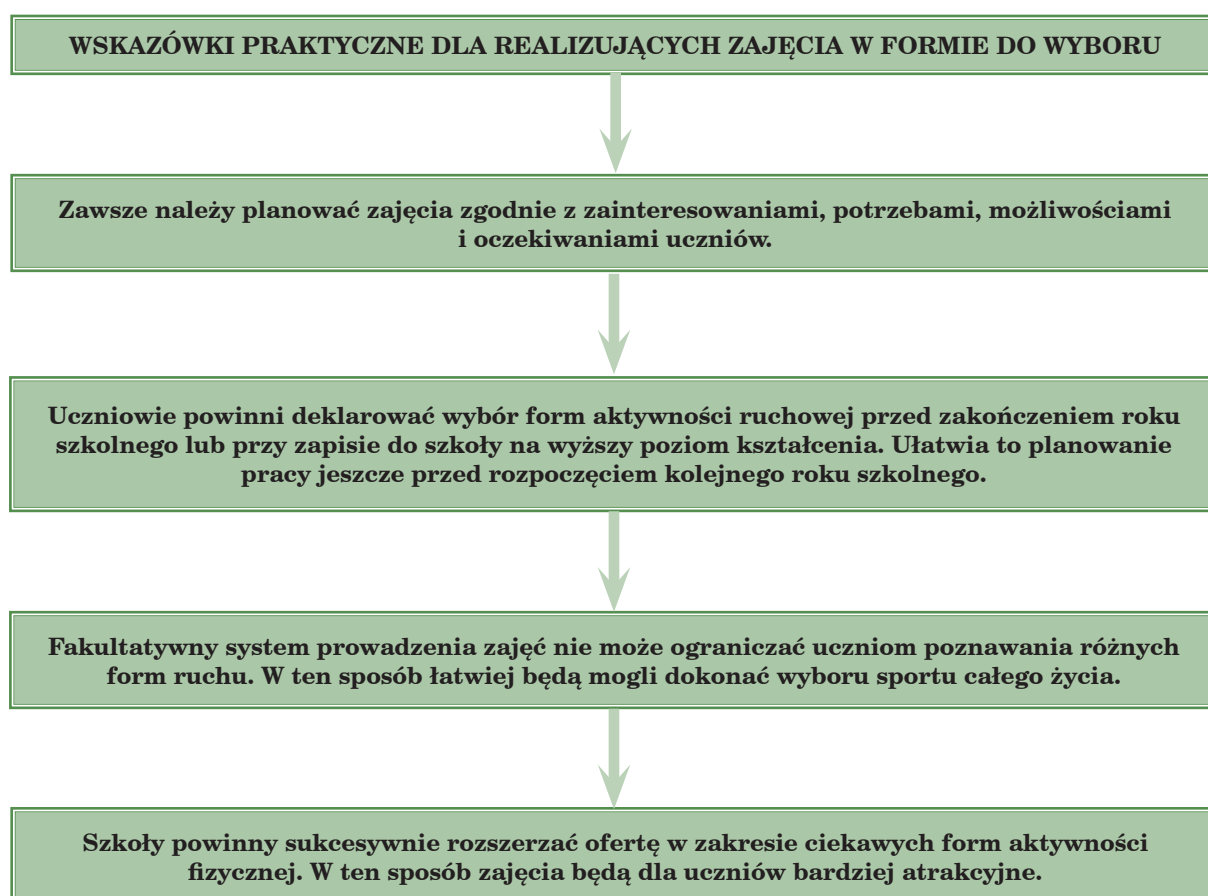 WSKAZÓWKI PRAKTYCZNE DLA REALIZUJĄCYCH ZAJĘCIA W FORMIE DO WYBORU
Zawsze należy planować zajęcia zgodnie z zainteresowaniami, potrzebami, możliwościami
i oczekiwaniami uczniów.
Uczniowie powinni deklarować wybór form aktywności ruchowej przed zakończeniem roku
szkolnego lub przy zapisie do szkoły na wyższy poziom kształcenia. Ułatwia to planowanie
pracy jeszcze przed rozpoczęciem kolejnego roku szkolnego.
Fakultatywny system prowadzenia zajęć nie może ograniczać uczniom poznawania różnych
form ruchu. W ten sposób łatwiej będą mogli dokonać wyboru sportu całego życia.
Szkoły powinny sukcesywnie rozszerzać ofertę w zakresie ciekawych form aktywności
fizycznej. W ten sposób zajęcia będą dla uczniów bardziej atrakcyjne.